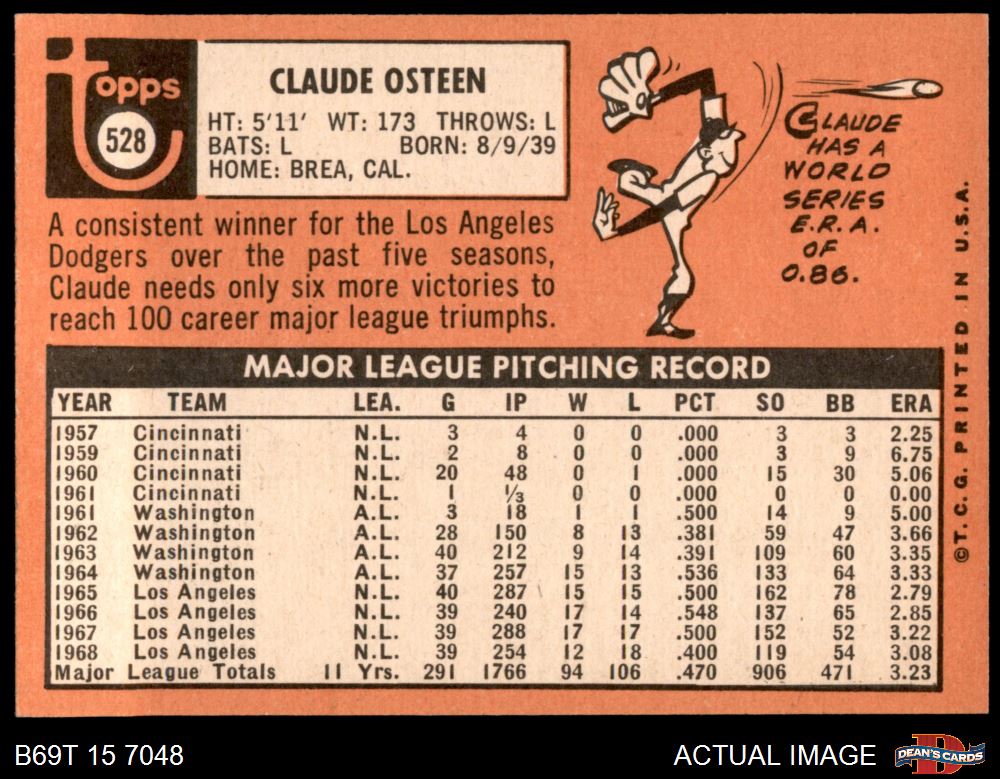 topps
528
CLAUDE OSTEEN
HT: 5'11' WT: 173 THROWS: L
BATS: L BORN: 8/9/39
HOME: BREA, CAL.
A consistent winner for the Los Angeles
Dodgers over the past five seasons,
Claude needs only six more victories to
reach 100 career major league triumphs.
CLAUDE
HAS A
WORLD
SERIES
E.R.A.
OF
0.86.
©T.C.G. PRINTED IN U.S.A.
MAJOR LEAGUE PITCHING RECORD
YEAR TEAM LEA. G IP W L PCT SO BB ERA
1957 Cincinnati N.L. 3 4 0 0 .000 3 3 2.25
1959 Cincinnati N.L. 2 8 0 0 .000 3 9 6.75
1960 Cincinnati N.L. 20 48 0 1 .000 15 30 5.06
1961 Cincinnati N.L. 1 ⅓ 0 0 .000 0 0 0.00
1961 Washington A.L. 3 18 1 1 .500 14 9 5.00
1962 Washington A.L. 28 150 8 13 .381 59 47 3.66
1963 Washington A.L. 40 212 9 14 .391 109 60 3.35
1964 Washington A.L. 37 257 15 13 .536 133 64 3.33
1965 Los Angeles N.L. 40 287 15 15 .500 162 78 2.79
1966 Los Angeles N.L. 39 240 17 14 .548 137 65 2.85
1967 Los Angeles N.L. 39 288 17 17 .500 152 52 3.22
1968 Los Angeles N.L. 39 254 12 18 .400 119 54 3.08
Major League Totals 11 Yrs. 291 1766 94 106 .470 906 471 3.23
B69T 15 7048
ACTUAL IMAGE
DEAN'S CARDS